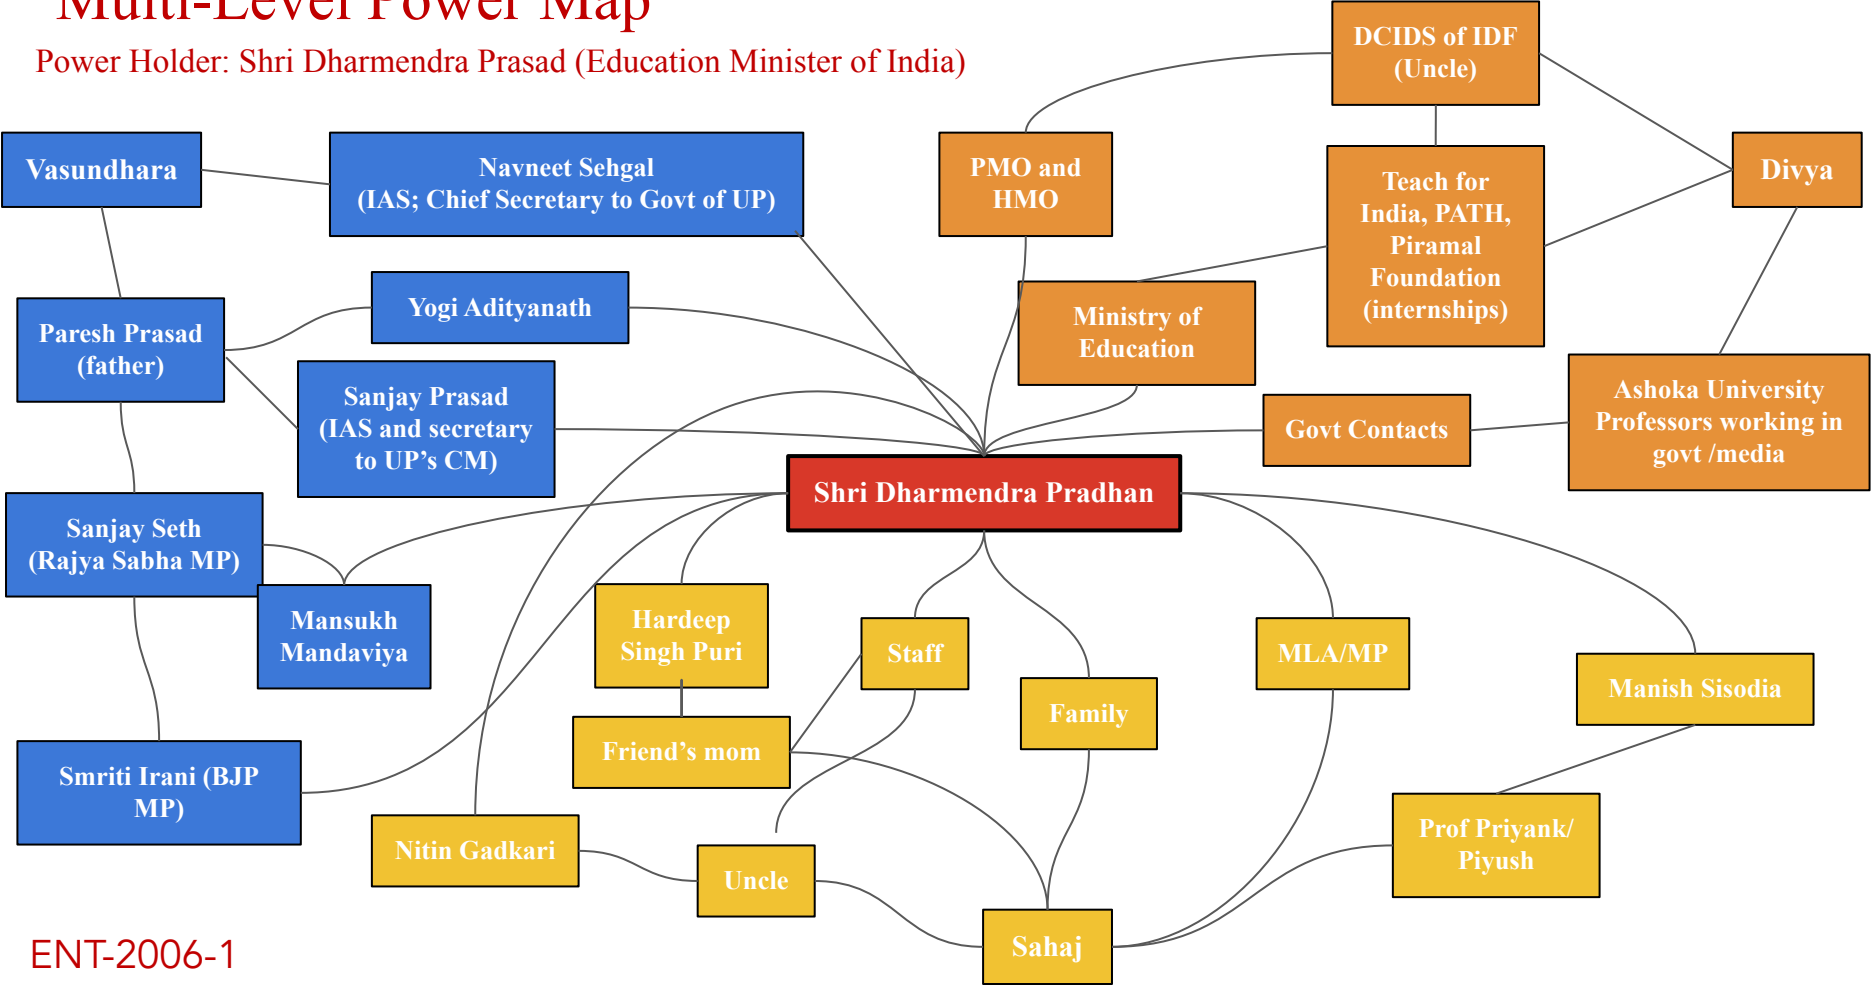 Multi-Level Power Map
Power Holder: Shri Dharmendra Prasad (Education Minister of India)
DCIDS of IDF
(Uncle)
Vasundhara
Navneet Sehgal
(IAS; Chief Secretary to Govt of UP)
PMO and
HMO
Teach for
India, PATH,
Piramal
Foundation
(internships)
Divya
Paresh Prasad
(father)
Yogi Adityanath
Ministry of
Education
Sanjay Prasad
(IAS and secretary
to UP’s CM)
Govt Contacts
Ashoka University
Professors working in
govt /media
Shri Dharmendra Pradhan
Sanjay Seth
(Rajya Sabha MP)
Mansukh
Mandaviya
Hardeep
Singh Puri
Staff
MLA/MP
Manish Sisodia
Family
Friend’s mom
Smriti Irani (BJP
MP)
Nitin Gadkari
Uncle
Prof Priyank/
Piyush
Sahaj
ENT-2006-1